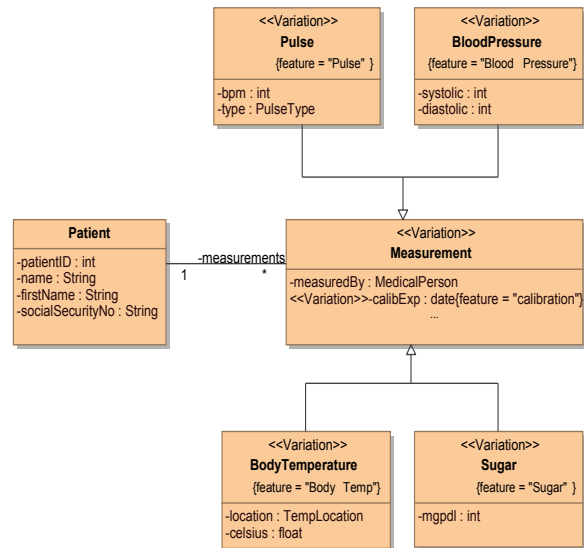 <<Variation>>
Pulse
{feature = "Pulse" }
-bpm : int
-type : PulseType
<<Variation>>
BloodPressure
{feature = "Blood Pressure"}
-systolic : int
-diastolic : int
Patient
-patientID : int
-name : String
-firstName : String
-socialSecurityNo : String
-measurements
1
*
<<Variation>>
Measurement
-measuredBy : MedicalPerson
<<Variation>>-calibExp : date{feature = "calibration"}
...
<<Variation>>
BodyTemperature
{feature = "Body Temp"}
-location : TempLocation
-celsius : float
<<Variation>>
Sugar
{feature = "Sugar" }
-mgpdl : int